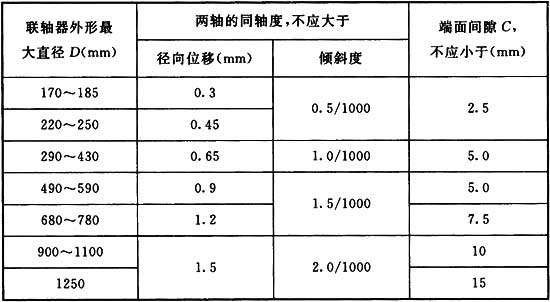 联轴器外形最
大直径 D(mm)
两轴的同轴度,不应大于
端面间隙 C,
不应小于(mm)
径向位移(mm) 倾斜度
170～185 0.3 0.5/1000 2.5
220～250 0.45
290～430 0.65 1.0/1000 5.0
490～590 0.9 1.5/1000 5.0
680～780 1.2 7.5
900～1100 1.5 2.0/1000 10
1250 15